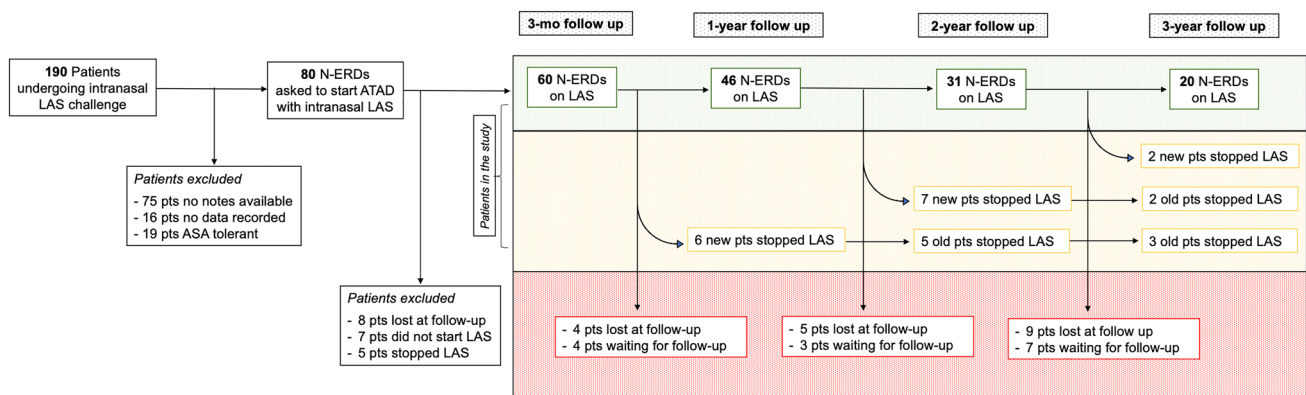 3-mo follow up
1-year follow up
2-year follow up
3-year follow up
190 Patients
undergoing intranasal
LAS challenge
80 N-ERDs
asked to start ATAD
with intranasal LAS
60 N-ERDs
on LAS
46 N-ERDs
on LAS
31 N-ERDs
on LAS
20 N-ERDs
on LAS
Patients in the study
Patients excluded
- 75 pts no notes available
- 16 pts no data recorded
- 19 pts ASA tolerant
2 new pts stopped LAS
7 new pts stopped LAS
2 old pts stopped LAS
6 new pts stopped LAS
5 old pts stopped LAS
3 old pts stopped LAS
Patients excluded
- 8 pts lost at follow-up
- 7 pts did not start LAS
- 5 pts stopped LAS
- 4 pts lost at follow-up
- 4 pts waiting for follow-up
- 5 pts lost at follow-up
- 3 pts waiting for follow-up
- 9 pts lost at follow up
- 7 pts waiting for follow-up